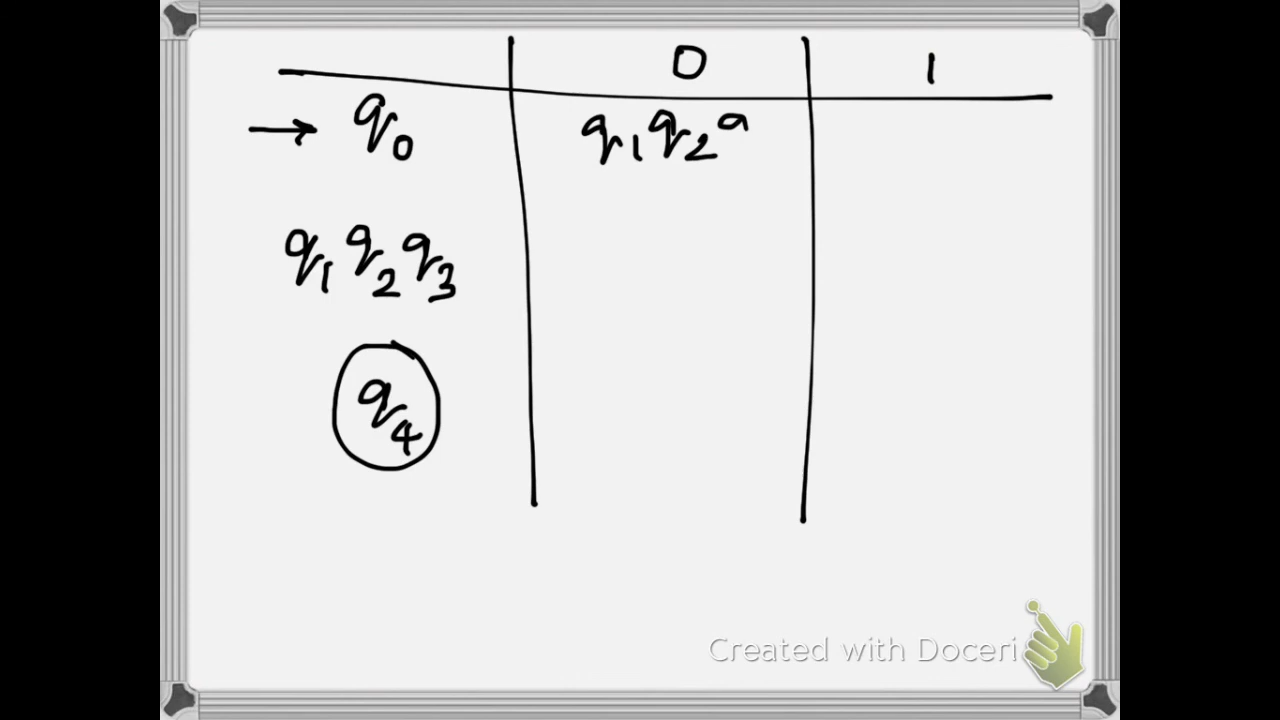 0 1
→ q0 q1q2
q1q2q3
q4
Created with Doceri